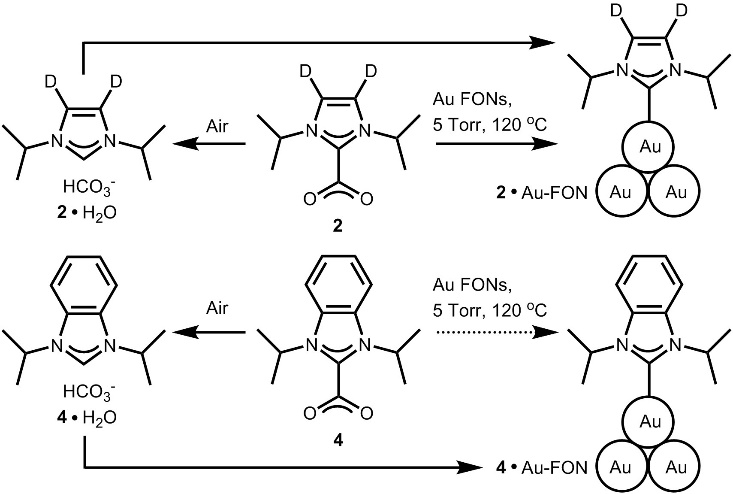 D D
N N
Au
Au Au
2 • Au-FON
D D
N N
HCO₃⁻
2 • H₂O
Air
D D
N N
O O
2
Au FONs,
5 Torr, 120 °C
N N
HCO₃⁻
4 • H₂O
Air
N N
O O
4
Au FONs,
5 Torr, 120 °C
N N
Au
Au Au
4 • Au-FON